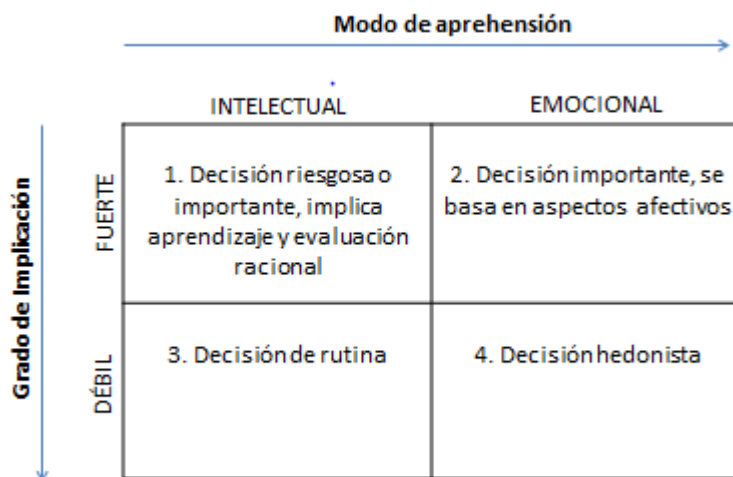 Modo de aprehensión
INTELECTUAL
EMOCIONAL
Grado de Implicación
FUERTE
1. Decisión riesgosa o
importante, implica
aprendizaje y evaluación
racional
2. Decisión importante, se
basa en aspectos afectivos
DÉBIL
3. Decisión de rutina
4. Decisión hedonista